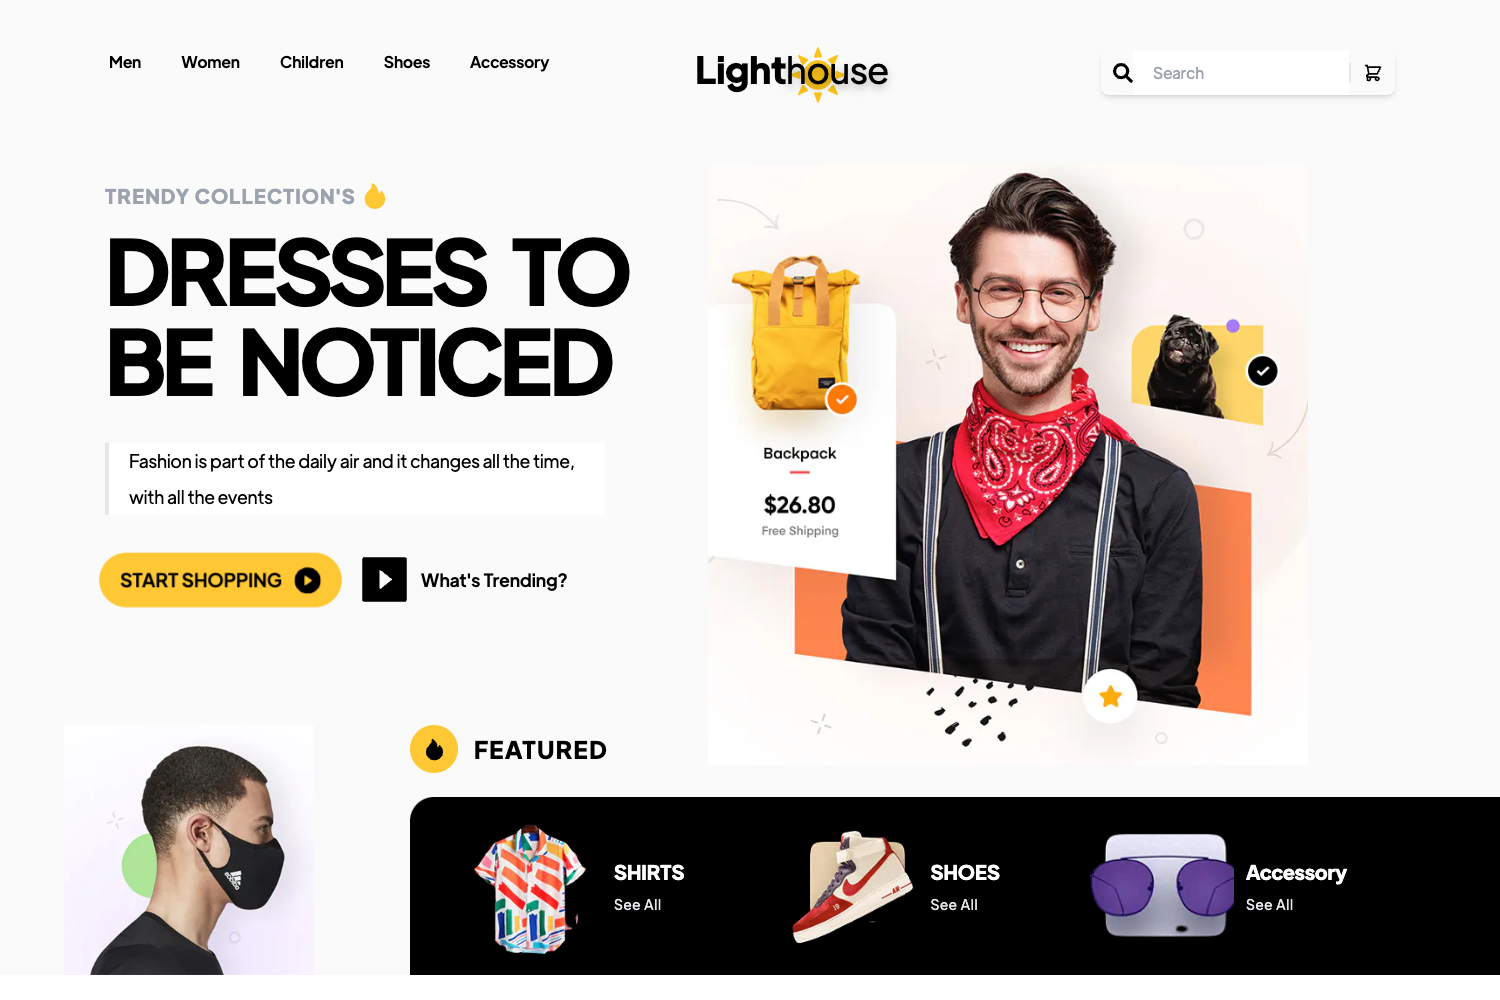 Men Women Children Shoes Accessory
Lighthouse
Search
TRENDY COLLECTION'S
DRESSES TO
BE NOTICED
Fashion is part of the daily air and it changes all the time,
with all the events
START SHOPPING
What's Trending?
Backpack
$26.80
Free Shipping
FEATURED
SHIRTS
See All
SHOES
See All
Accessory
See All
adidas
AIR